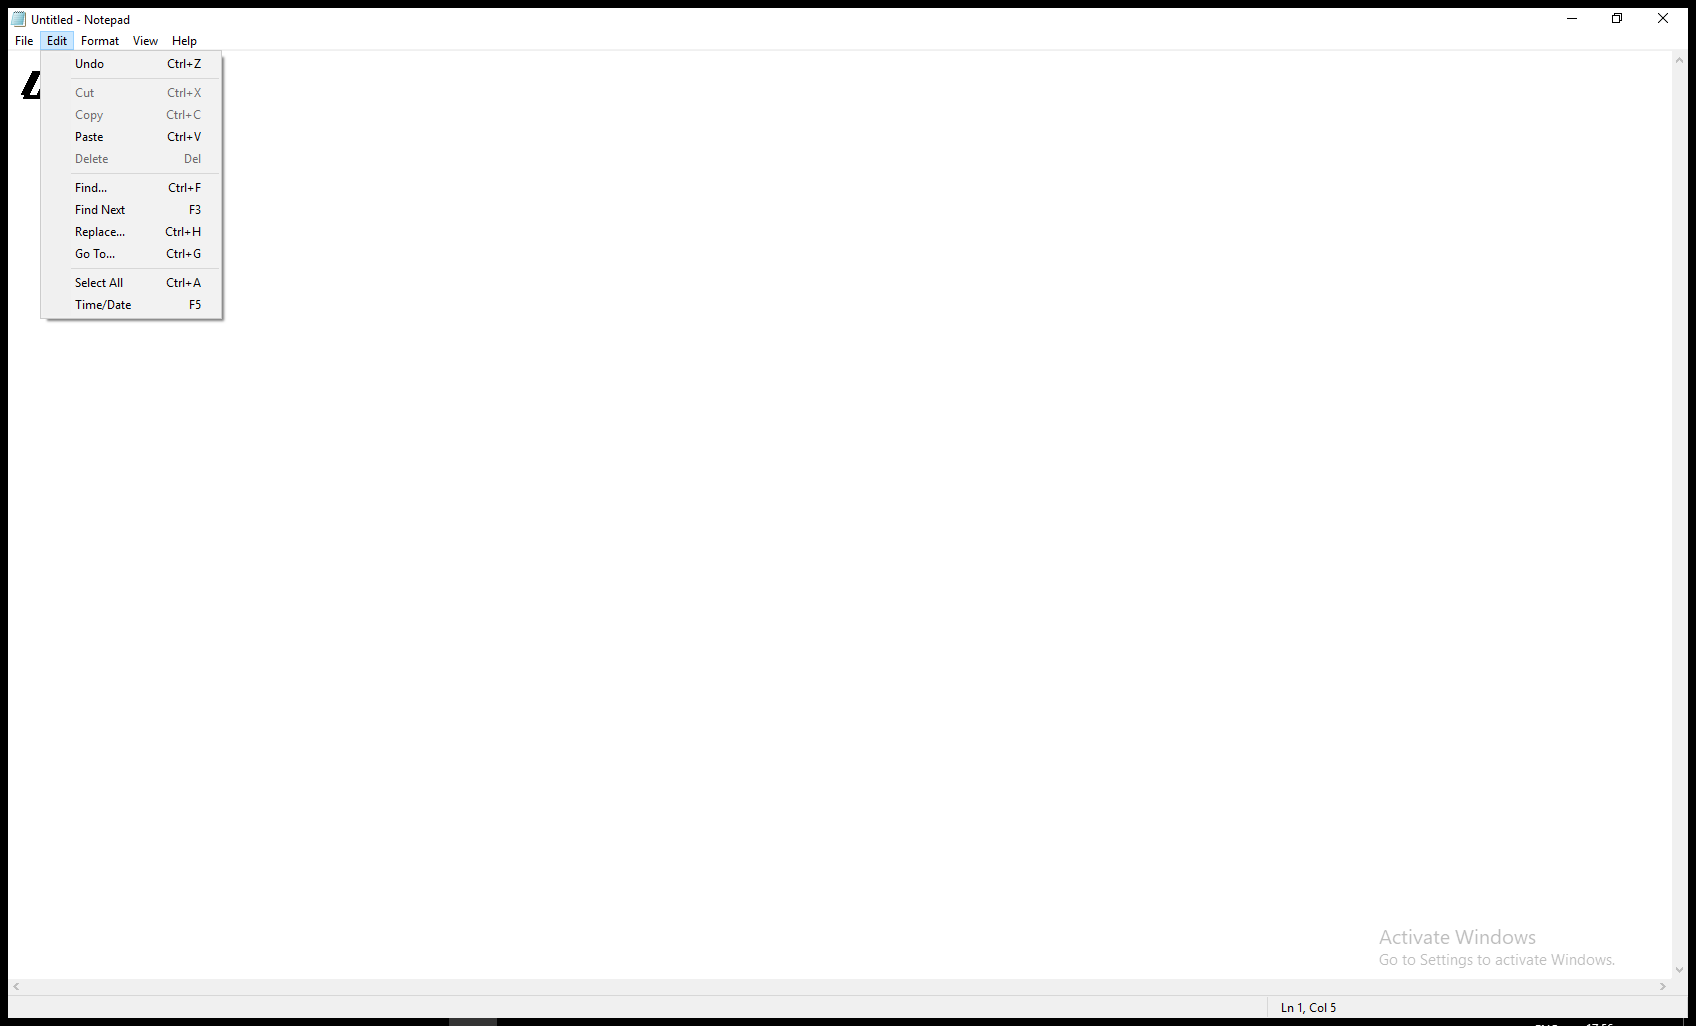 Untitled - Notepad
File Edit Format View Help
Undo Ctrl+Z
Cut Ctrl+X
Copy Ctrl+C
Paste Ctrl+V
Delete Del
Find... Ctrl+F
Find Next F3
Replace... Ctrl+H
Go To... Ctrl+G
Select All Ctrl+A
Time/Date F5
Activate Windows
Go to Settings to activate Windows.
Ln 1, Col 5